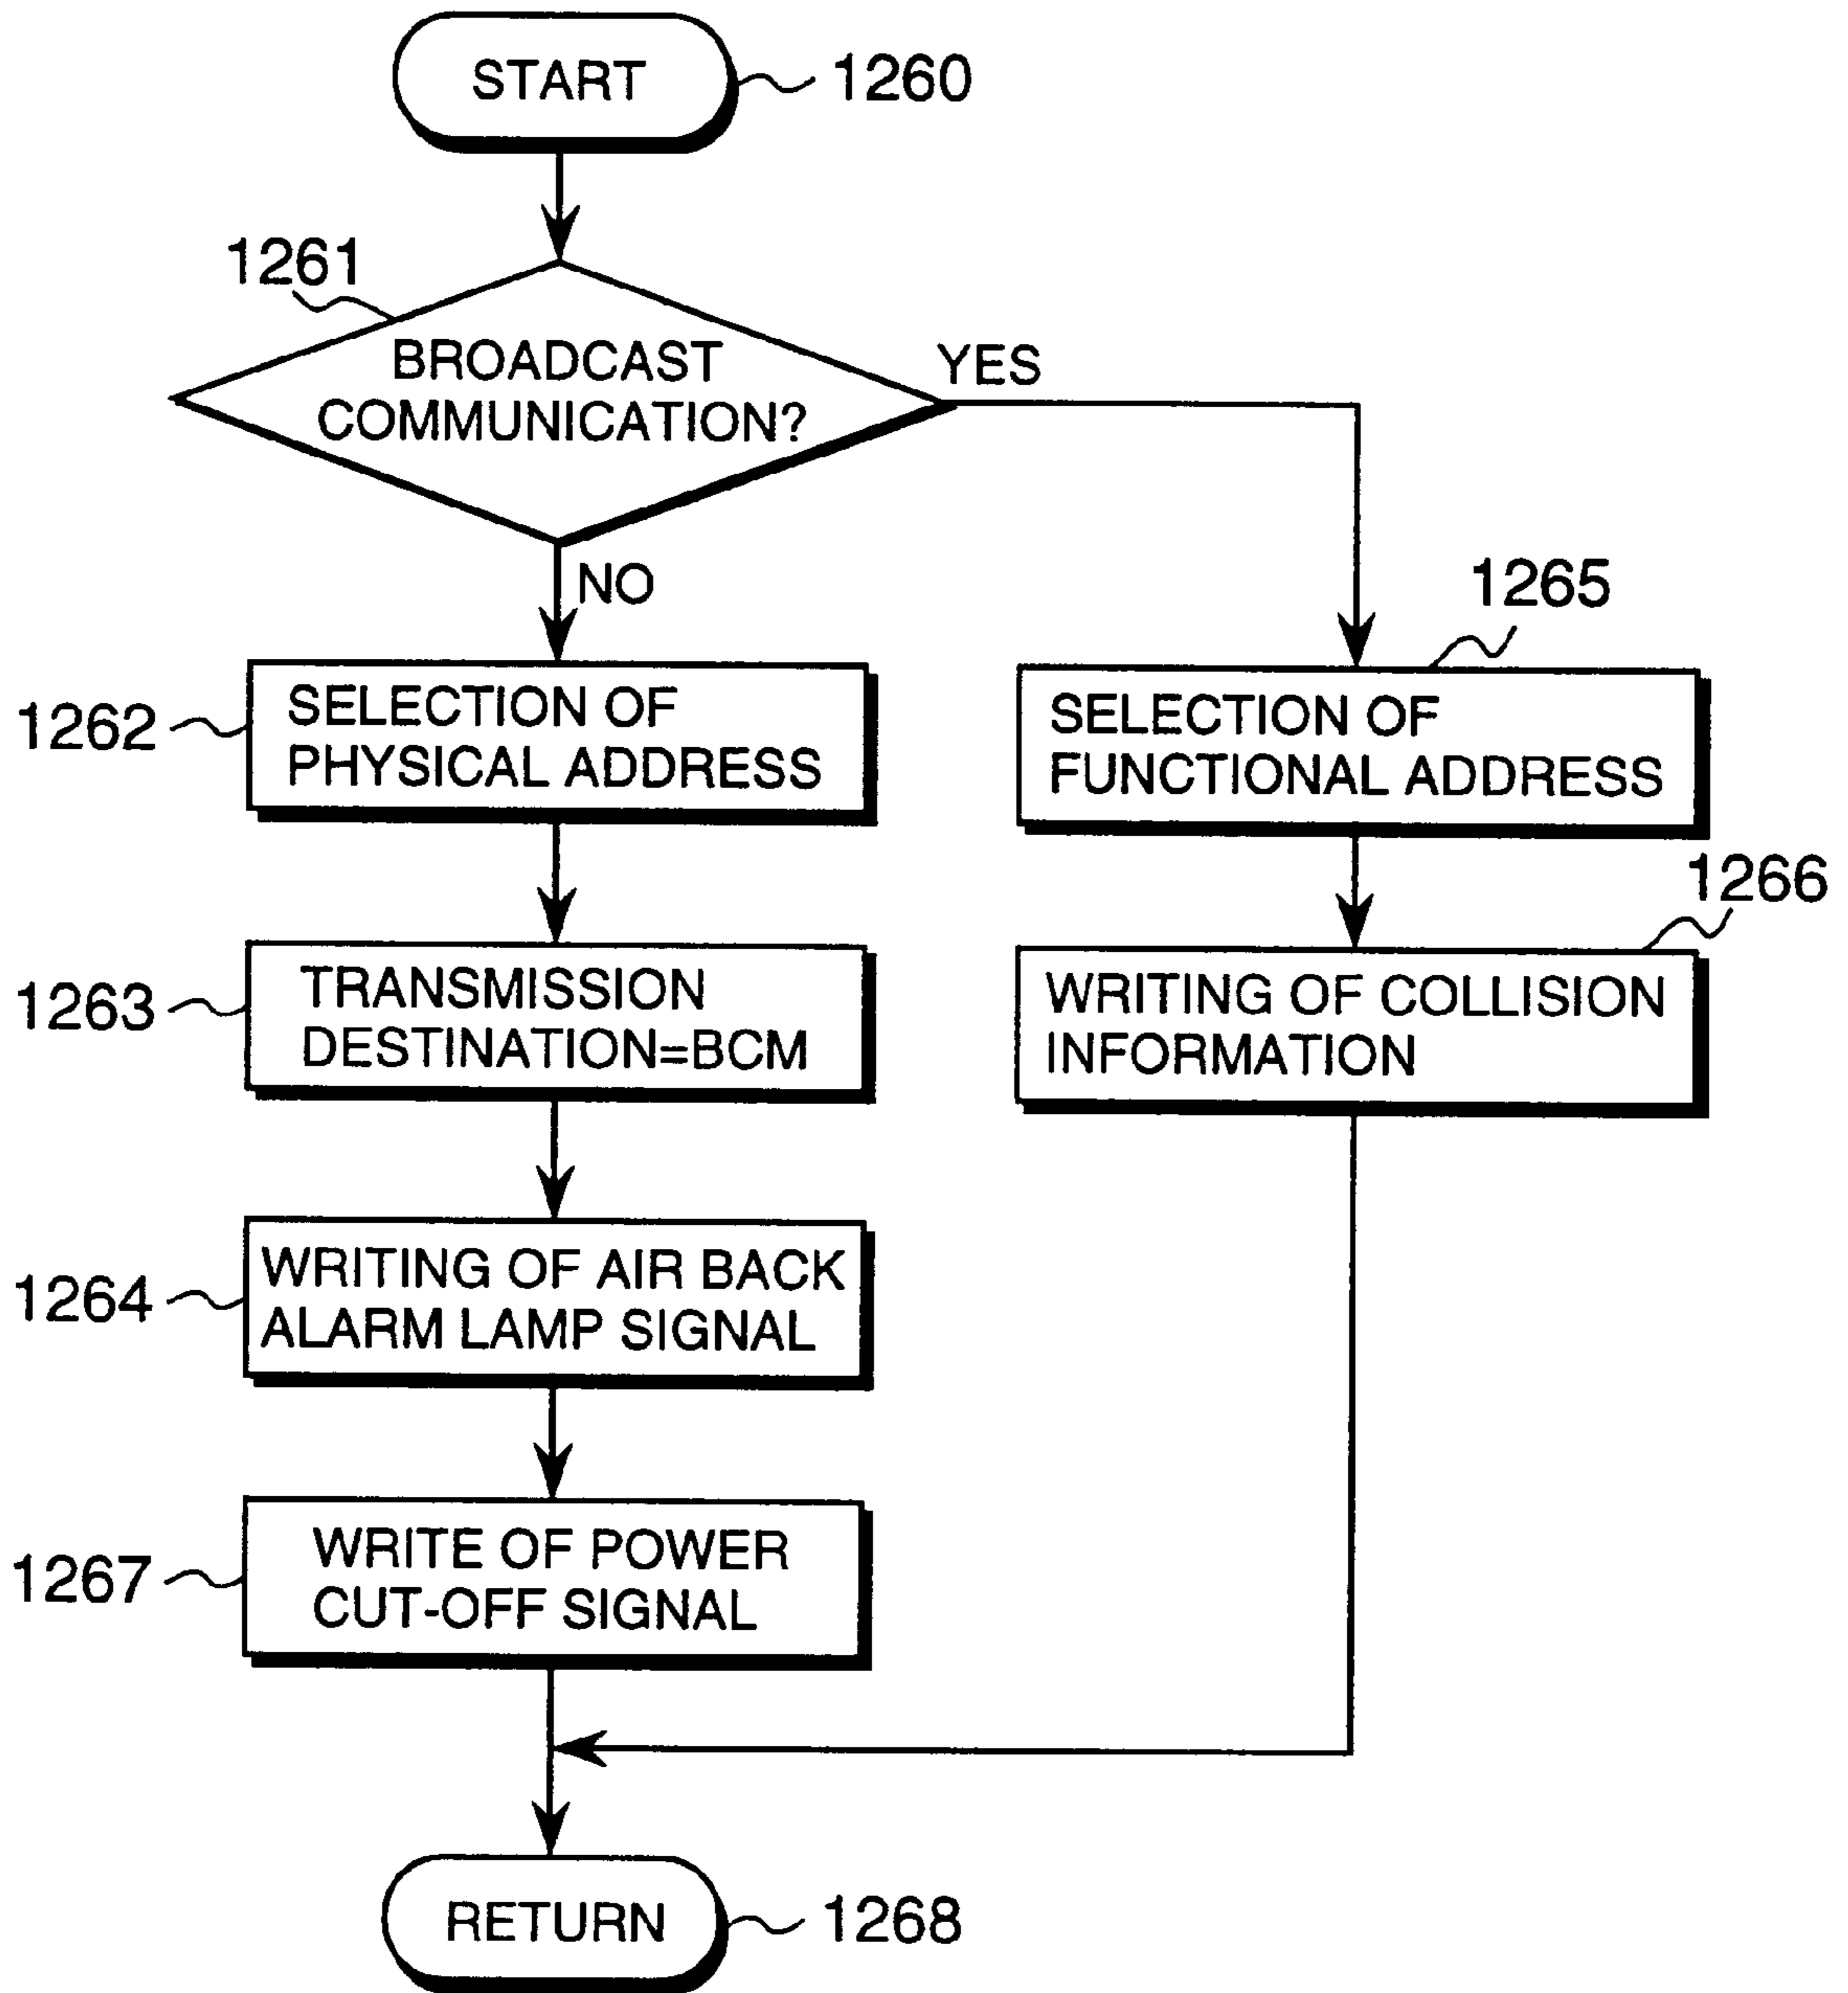 START
1260
1261
BROADCAST
COMMUNICATION?
YES
NO
1262
SELECTION OF
PHYSICAL ADDRESS
1265
SELECTION OF
FUNCTIONAL ADDRESS
1263
TRANSMISSION
DESTINATION=BCM
1266
WRITING OF COLLISION
INFORMATION
1264
WRITING OF AIR BACK
ALARM LAMP SIGNAL
1267
WRITE OF POWER
CUT-OFF SIGNAL
RETURN
1268